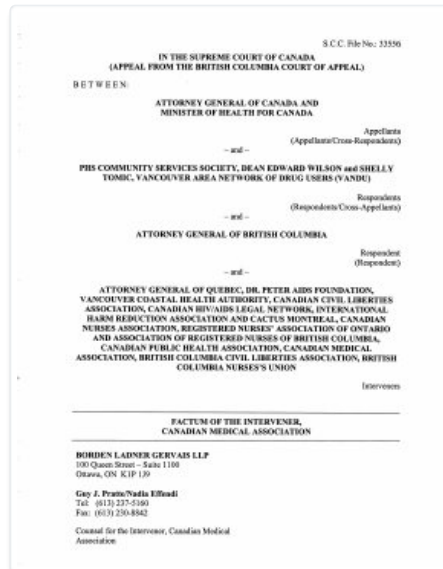 S.C.C. File No.: 33556
IN THE SUPREME COURT OF CANADA
(APPEAL FROM THE BRITISH COLUMBIA COURT OF APPEAL)
B E T W E E N:
ATTORNEY GENERAL OF CANADA AND
MINISTER OF HEALTH FOR CANADA
Appellants
(Appellants/Cross-Respondents)
– and –
PHS COMMUNITY SERVICES SOCIETY, DEAN EDWARD WILSON and SHELLY
TOMIC, VANCOUVER AREA NETWORK OF DRUG USERS (VANDU)
Respondents
(Respondents/Cross-Appellants)
– and –
ATTORNEY GENERAL OF BRITISH COLUMBIA
Respondent
(Respondent)
– and –
ATTORNEY GENERAL OF QUEBEC, DR. PETER AIDS FOUNDATION,
VANCOUVER COASTAL HEALTH AUTHORITY, CANADIAN CIVIL LIBERTIES
ASSOCIATION, CANADIAN HIV/AIDS LEGAL NETWORK, INTERNATIONAL
HARM REDUCTION ASSOCIATION AND CACTUS MONTREAL, CANADIAN
NURSES ASSOCIATION, REGISTERED NURSES' ASSOCIATION OF ONTARIO
AND ASSOCIATION OF REGISTERED NURSES OF BRITISH COLUMBIA,
CANADIAN PUBLIC HEALTH ASSOCIATION, CANADIAN MEDICAL
ASSOCIATION, BRITISH COLUMBIA CIVIL LIBERTIES ASSOCIATION, BRITISH
COLUMBIA NURSES'S UNION
Interveners
FACTUM OF THE INTERVENER,
CANADIAN MEDICAL ASSOCIATION
BORDEN LADNER GERVAIS LLP
100 Queen Street – Suite 1100
Ottawa, ON K1P 1J9
Guy J. Pratte/Nadia Effendi
Tel: (613) 237-5160
Fax: (613) 230-8842
Counsel for the Intervener, Canadian Medical
Association